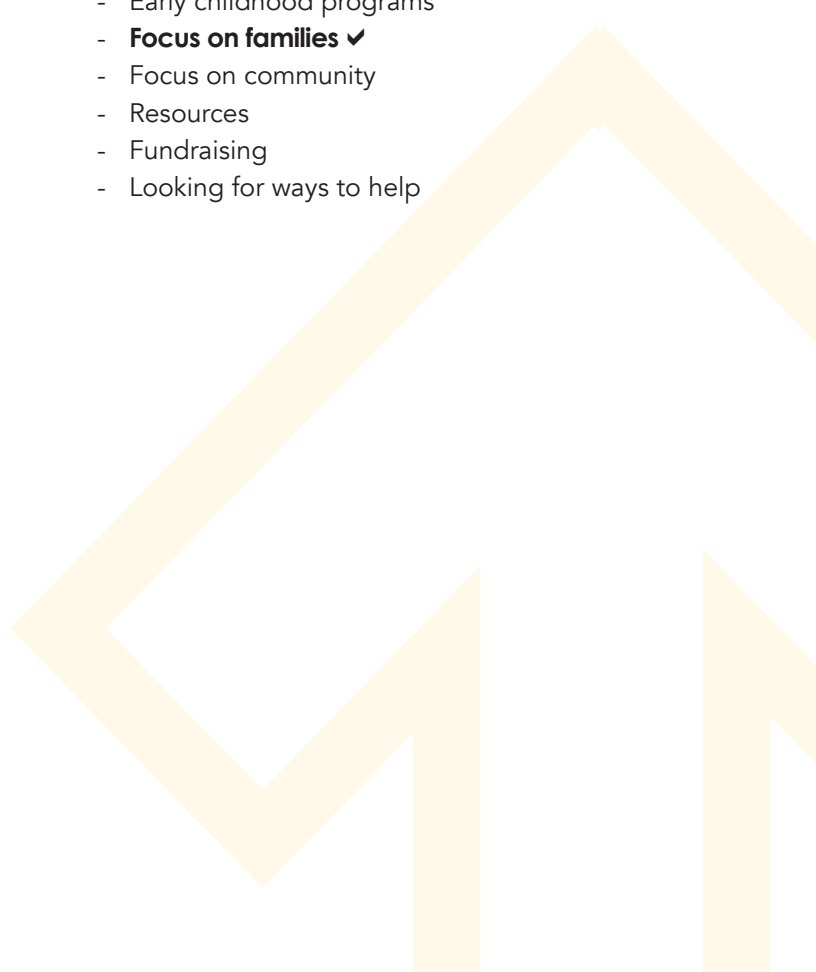 - Early childhood programs
- Focus on families ✔
- Focus on community
- Resources
- Fundraising
- Looking for ways to help